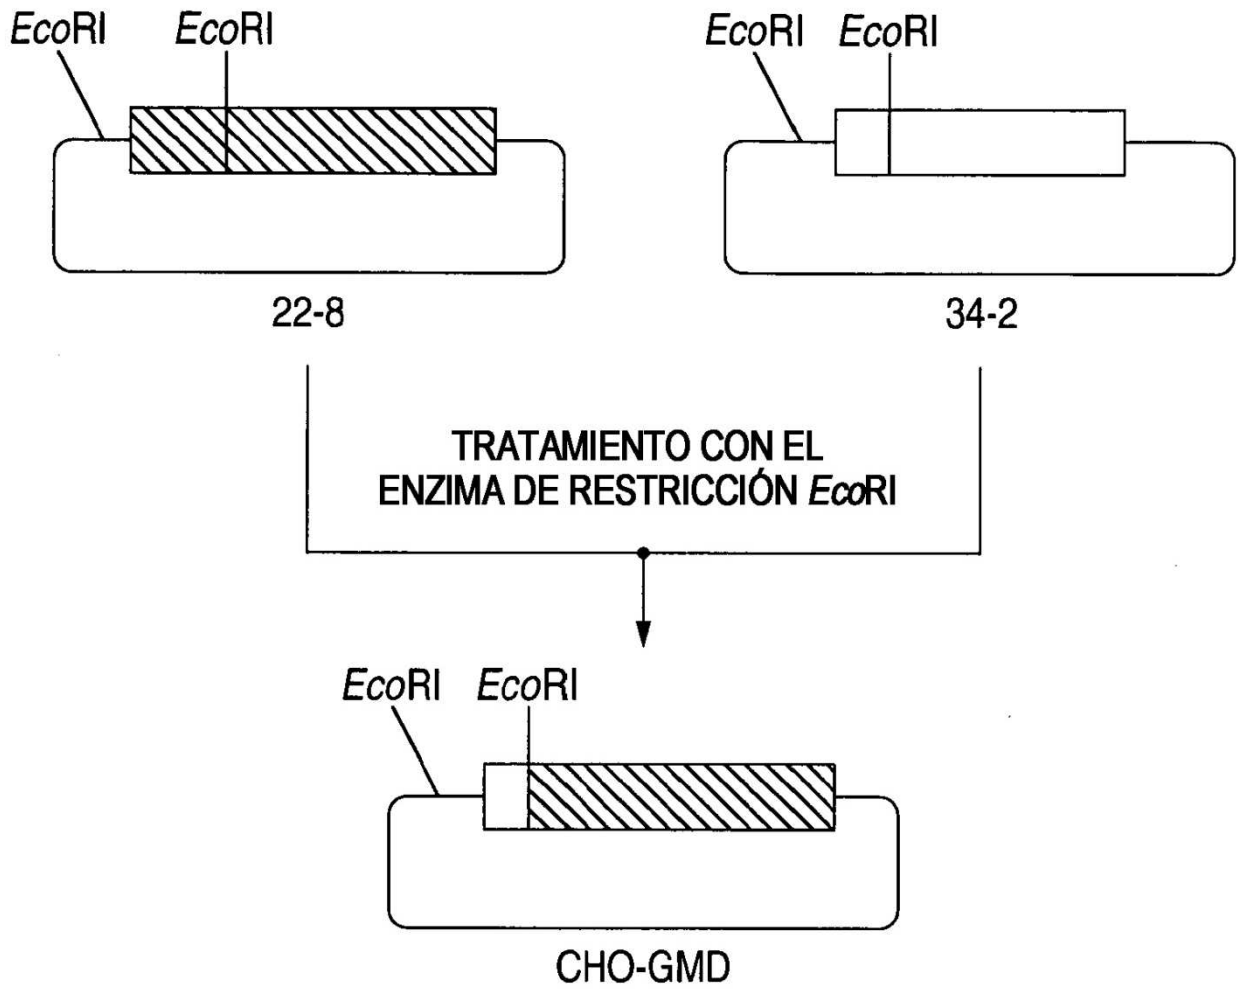 EcoRI EcoRI EcoRI EcoRI
22-8 34-2
TRATAMIENTO CON EL
ENZIMA DE RESTRICCIÓN EcoRI
EcoRI EcoRI
CHO-GMD